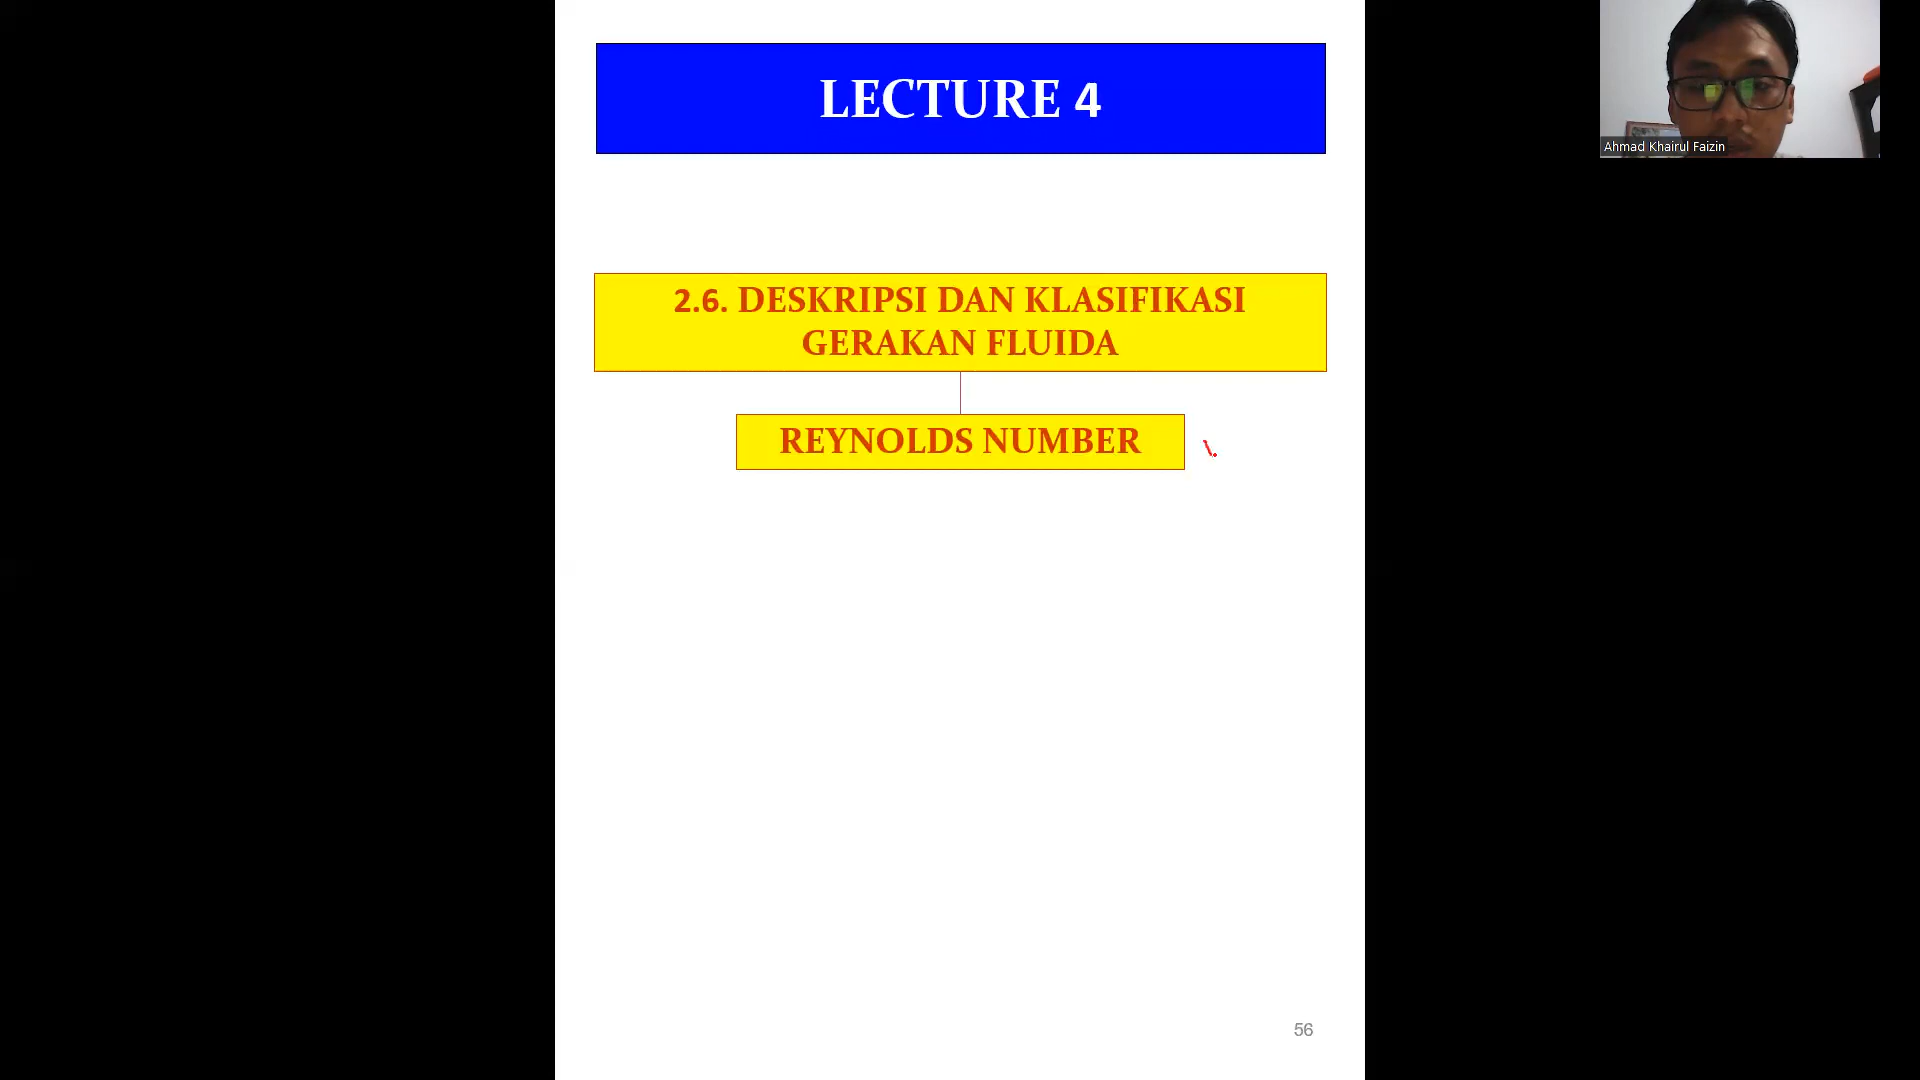 LECTURE 4
Ahmad Khairul Faizin
2.6. DESKRIPSI DAN KLASIFIKASI
GERAKAN FLUIDA
REYNOLDS NUMBER
56